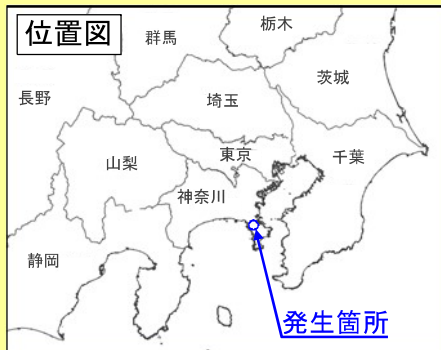 位置図
栃木
群馬
茨城
長野
埼玉
東京
千葉
山梨
神奈川
静岡
発生箇所